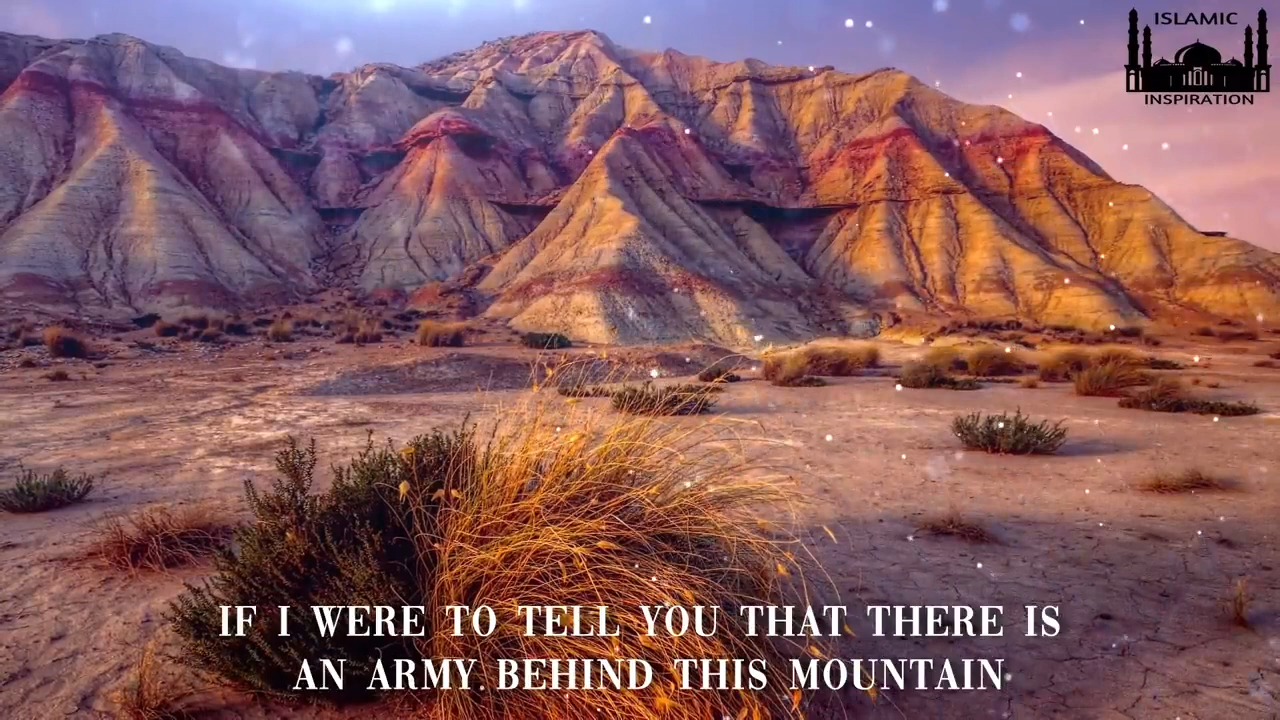 ISLAMIC
INSPIRATION
IF I WERE TO TELL YOU THAT THERE IS
AN ARMY BEHIND THIS MOUNTAIN